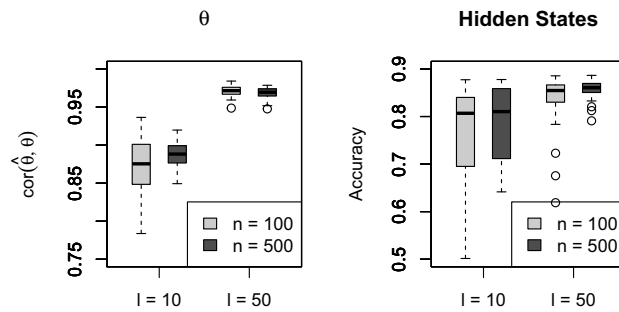 θ
cor(θ̂, θ)
0.95
0.85
0.75
n = 100
n = 500
I = 10
I = 50
Hidden States
Accuracy
0.9
0.8
0.7
0.6
0.5
n = 100
n = 500
I = 10
I = 50